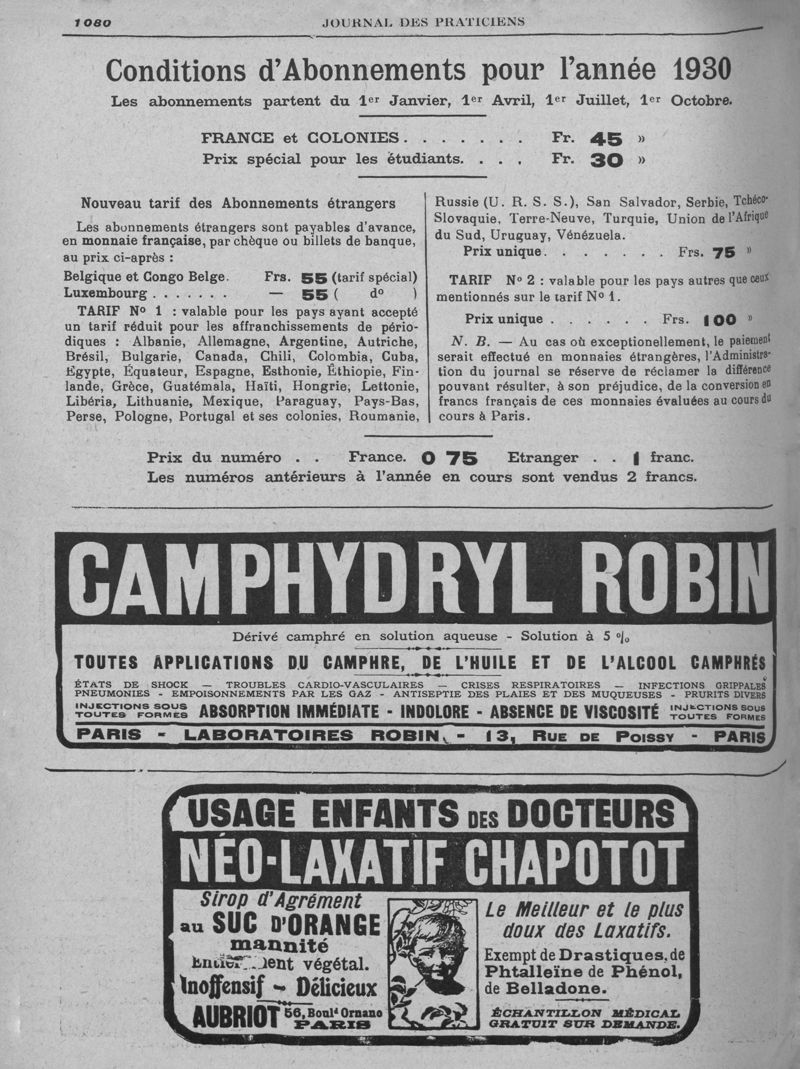 1080
JOURNAL DES PRATICIENS
Conditions d'Abonnements pour l'année 1930
Les abonnements partent du 1er Janvier, 1er Avril, 1er Juillet, 1er Octobre.
FRANCE et COLONIES. . . . . . . Fr. 45 »
Prix spécial pour les étudiants. . . . Fr. 30 »
Nouveau tarif des Abonnements étrangers
Les abonnements étrangers sont payables d'avance,
en monnaie française, par chèque ou billets de banque,
au prix ci-après :
Belgique et Congo Belge. Frs. 55 (tarif spécial)
Luxembourg . . . . . . . — 55 ( do )
TARIF No 1 : valable pour les pays ayant accepté
un tarif réduit pour les affranchissements de pério-
diques : Albanie, Allemagne, Argentine, Autriche,
Brésil, Bulgarie, Canada, Chili, Colombia, Cuba,
Egypte, Équateur, Espagne, Esthonie, Éthiopie, Fin-
lande, Grèce, Guatémala, Haïti, Hongrie, Lettonie,
Libéria, Lithuanie, Mexique, Paraguay, Pays-Bas,
Perse, Pologne, Portugal et ses colonies, Roumanie,
Russie (U. R. S. S.), San Salvador, Serbie, Tchéco-
Slovaquie, Terre-Neuve, Turquie, Union de l'Afrique
du Sud, Uruguay, Vénézuela.
Prix unique. . . . . . . . Frs. 75 »
TARIF No 2 : valable pour les pays autres que ceux
mentionnés sur le tarif No 1.
Prix unique . . . . . . Frs. 100 »
N. B. — Au cas où exceptionellement, le paiement
serait effectué en monnaies étrangères, l'Administra-
tion du journal se réserve de réclamer la différence
pouvant résulter, à son préjudice, de la conversion en
francs français de ces monnaies évaluées au cours du
cours à Paris.
Prix du numéro . . France. 0 75 Etranger . . 1 franc.
Les numéros antérieurs à l'année en cours sont vendus 2 francs.
CAMPHYDRYL ROBIN
Dérivé camphré en solution aqueuse - Solution à 5 %
TOUTES APPLICATIONS DU CAMPHRE, DE L'HUILE ET DE L'ALCOOL CAMPHRÉS
ÉTATS DE SHOCK — TROUBLES CARDIO-VASCULAIRES — CRISES RESPIRATOIRES — INFECTIONS GRIPPALES
PNEUMONIES - EMPOISONNEMENTS PAR LES GAZ - ANTISEPTIE DES PLAIES ET DES MUQUEUSES - PRURITS DIVERS
INJECTIONS SOUS TOUTES FORMES ABSORPTION IMMÉDIATE - INDOLORE - ABSENCE DE VISCOSITÉ INJECTIONS SOUS TOUTES FORMES
PARIS - LABORATOIRES ROBIN - 13, RUE DE POISSY - PARIS
USAGE ENFANTS DES DOCTEURS
NÉO-LAXATIF CHAPOTOT
Sirop d'Agrément
au SUC D'ORANGE
mannité
lent végétal.
Inoffensif - Délicieux
AUBRIOT 56, Bould Ornano
PARIS
Le Meilleur et le plus
doux des Laxatifs.
Exempt de Drastiques, de
Phtalleïne de Phénol,
de Belladone.
ÉCHANTILLON MÉDICAL
GRATUIT SUR DEMANDE.